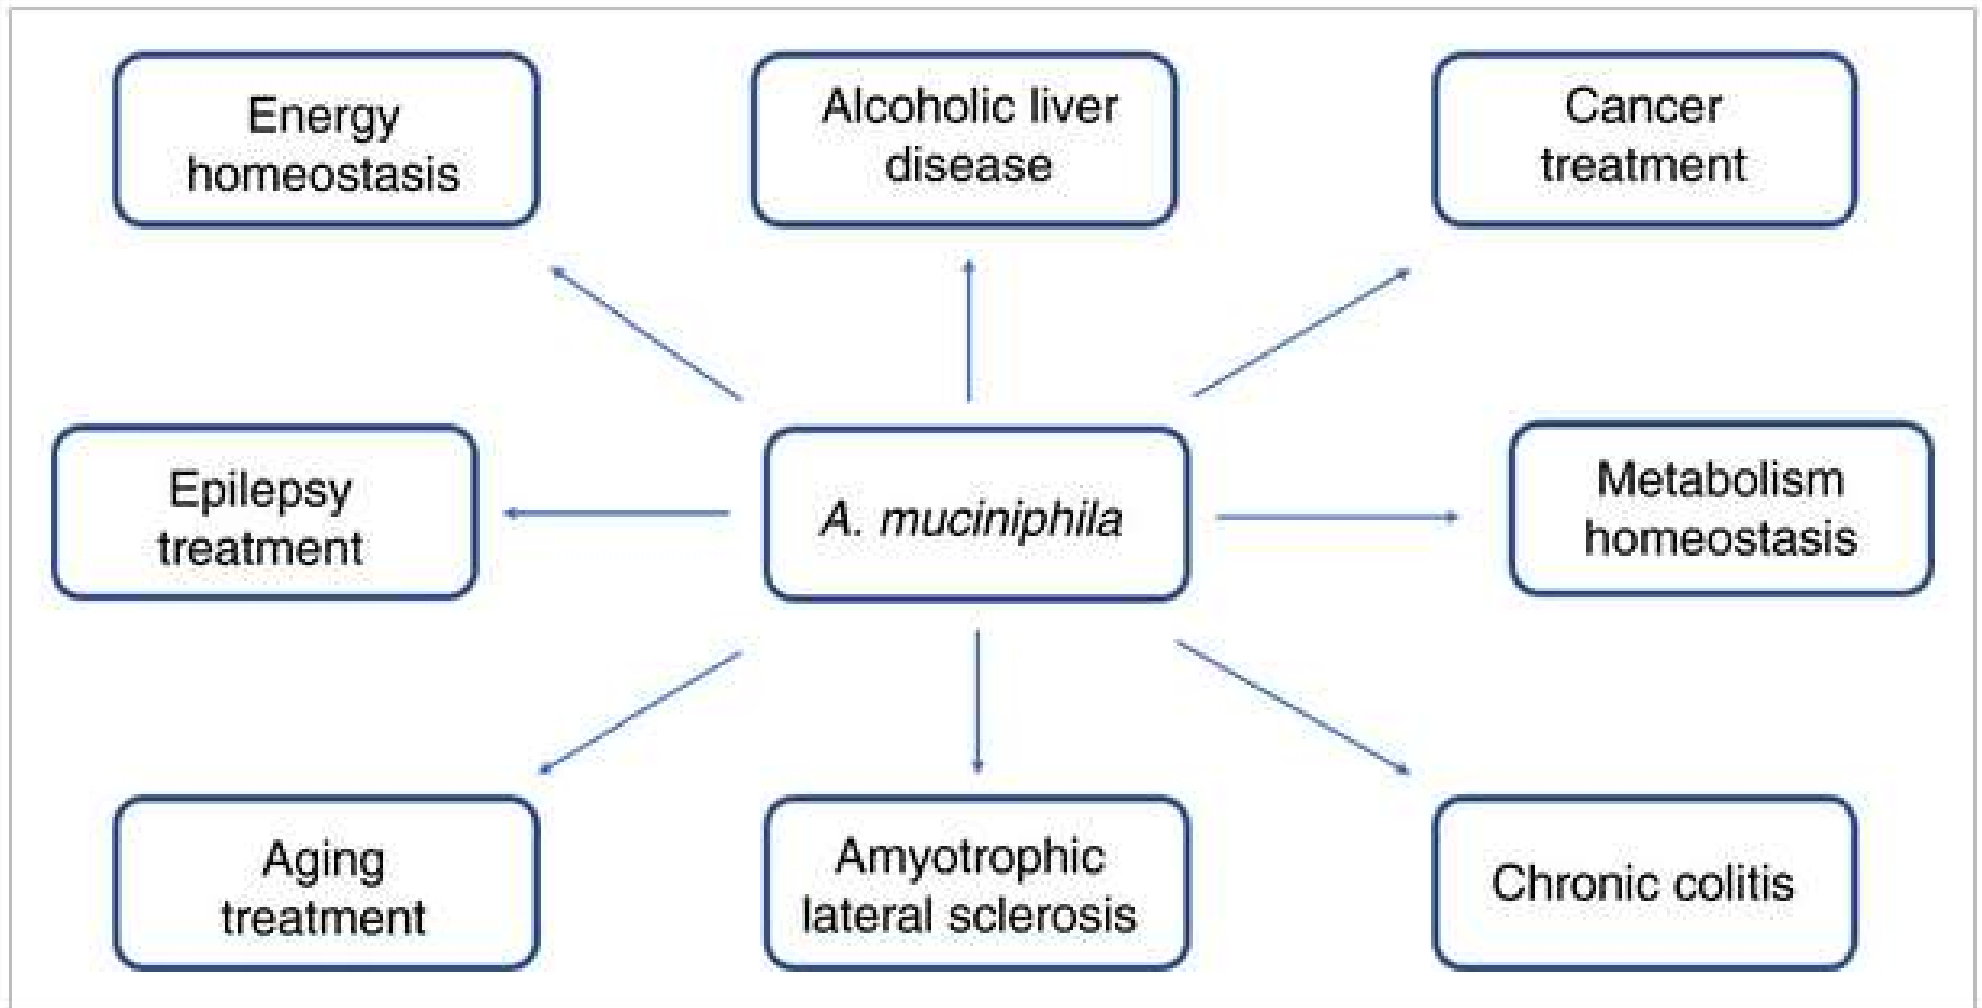 Energy
homeostasis
Alcoholic liver
disease
Cancer
treatment
Epilepsy
treatment
A. muciniphila
Metabolism
homeostasis
Aging
treatment
Amyotrophic
lateral sclerosis
Chronic colitis